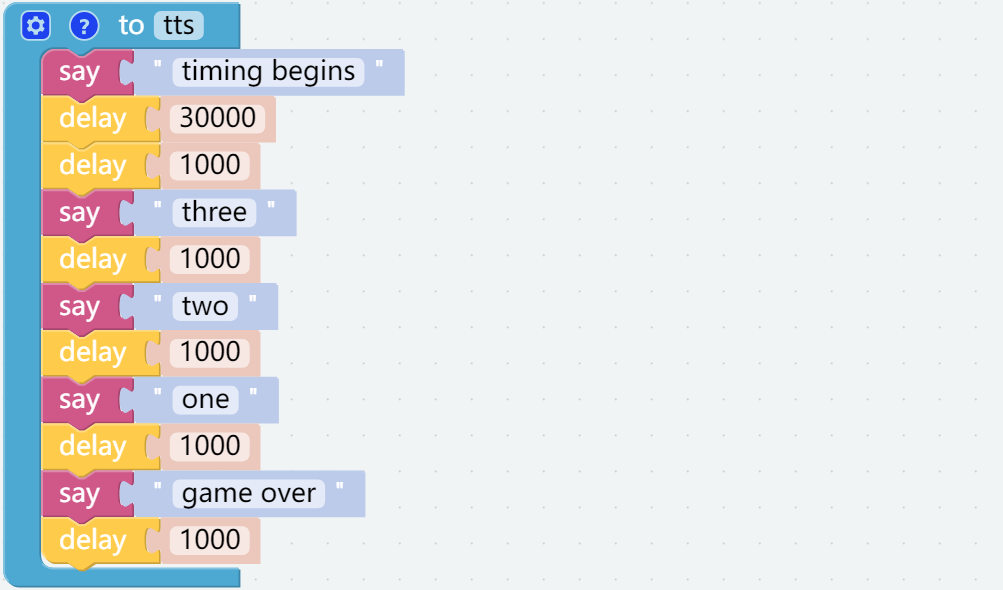 ? to tts
say " timing begins "
delay 30000
delay 1000
say " three "
delay 1000
say " two "
delay 1000
say " one "
delay 1000
say " game over "
delay 1000